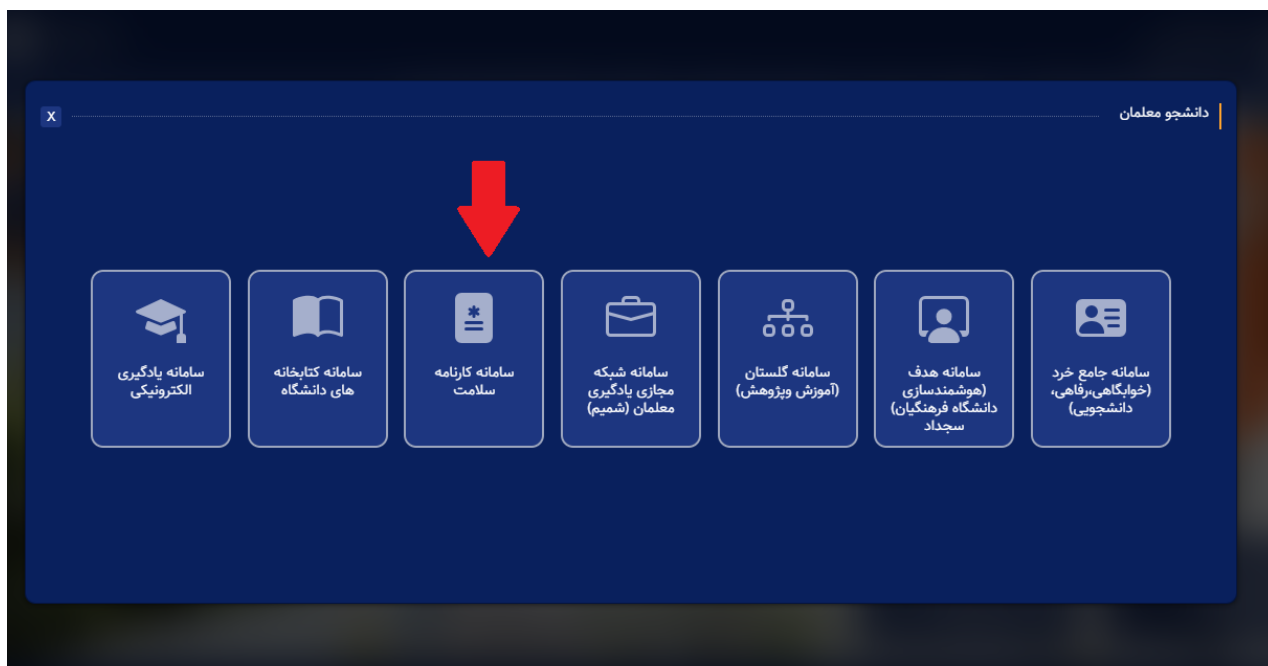 دانشجو معلمان
X
سامانه جامع خرد
(خوابگاهی،رفاهی،
دانشجویی)
سامانه هدف
(هوشمندسازی
دانشگاه فرهنگیان)
سجداد
سامانه گلستان
(آموزش وپژوهش)
سامانه شبکه
مجازی یادگیری
معلمان (شمیم)
سامانه کارنامه
سلامت
سامانه کتابخانه
های دانشگاه
سامانه یادگیری
الکترونیکی